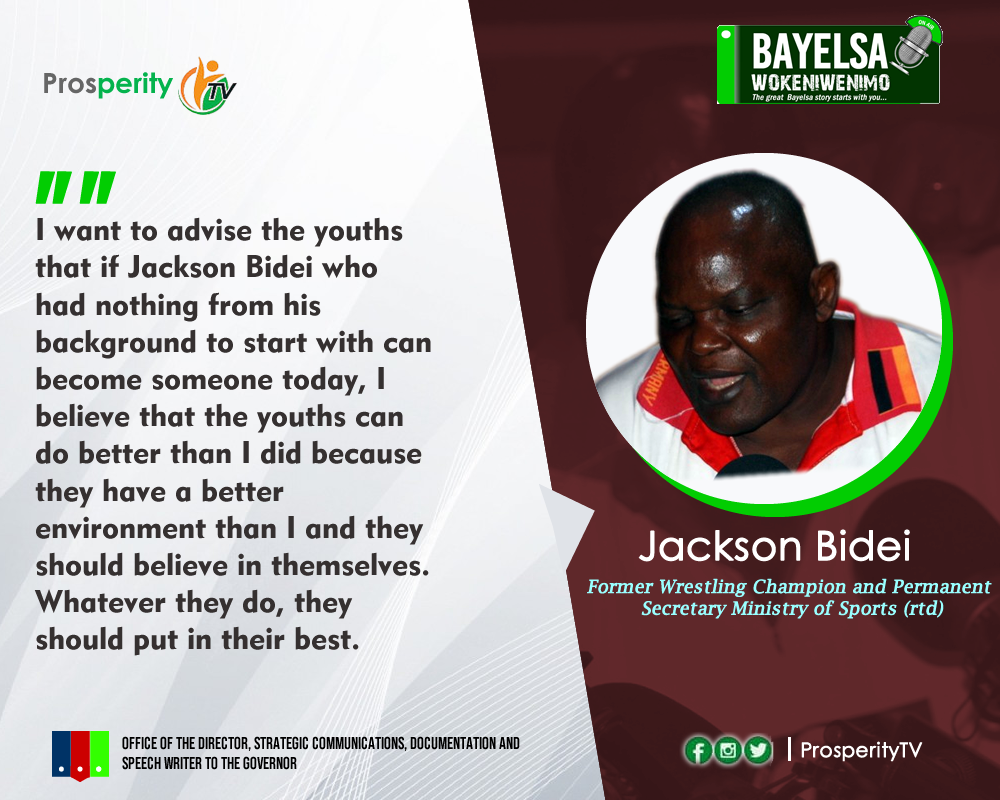 Prosperity TV
BAYELSA
ON AIR
WOKENIWENIMO
The great Bayelsa story starts with you...
I want to advise the youths
that if Jackson Bidei who
had nothing from his
background to start with can
become someone today, I
believe that the youths can
do better than I did because
they have a better
environment than I and they
should believe in themselves.
Whatever they do, they
should put in their best.
RMANY
Jackson Bidei
Former Wrestling Champion and Permanent
Secretary Ministry of Sports (rtd)
OFFICE OF THE DIRECTOR, STRATEGIC COMMUNICATIONS, DOCUMENTATION AND
SPEECH WRITER TO THE GOVERNOR
| ProsperityTV